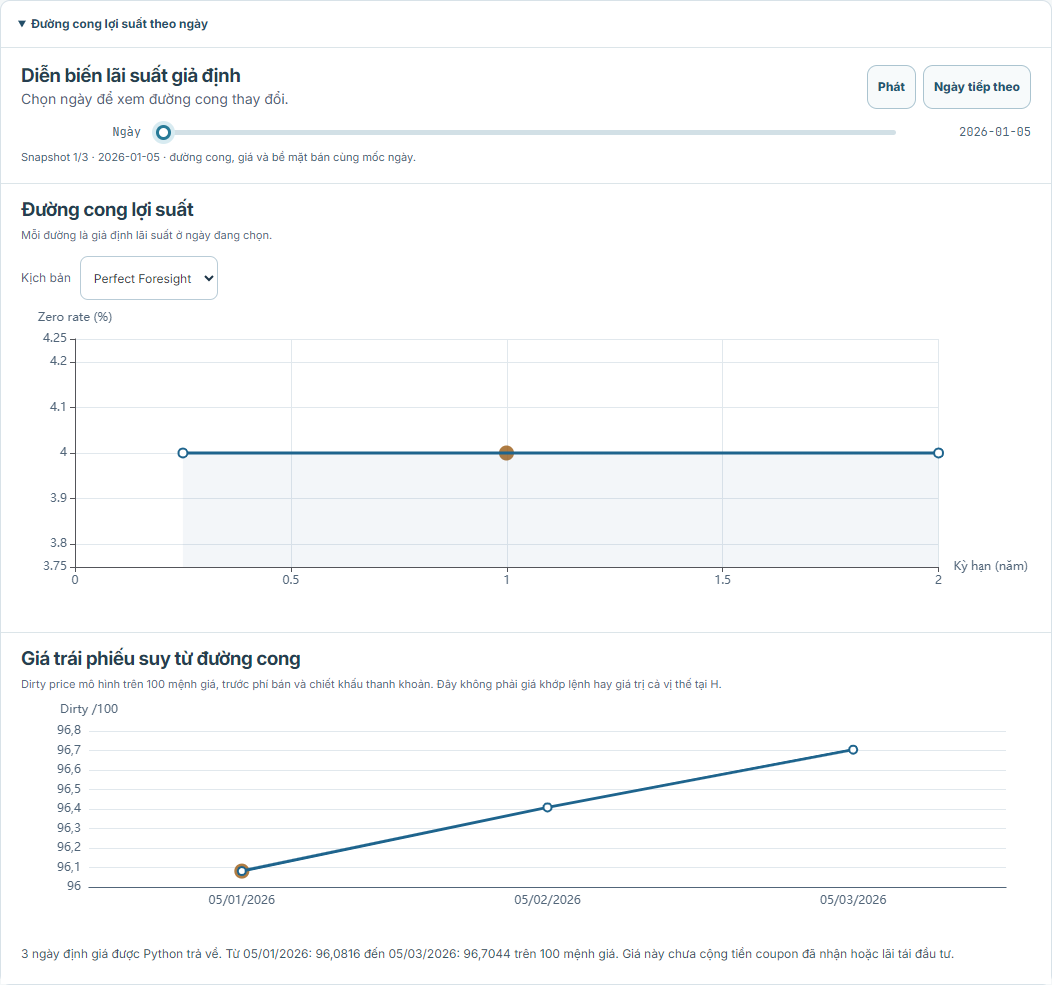 ▼ Đường cong lợi suất theo ngày
Diễn biến lãi suất giả định
Chọn ngày để xem đường cong thay đổi.
Phát
Ngày tiếp theo
Ngày
2026-01-05
Snapshot 1/3 · 2026-01-05 · đường cong, giá và bề mặt bán cùng mốc ngày.
Đường cong lợi suất
Mỗi đường là giả định lãi suất ở ngày đang chọn.
Kịch bản
Perfect Foresight
Zero rate (%)
4.25
4.2
4.1
4
3.9
3.8
3.75
0
0.5
1
1.5
2
Kỳ hạn (năm)
Giá trái phiếu suy từ đường cong
Dirty price mô hình trên 100 mệnh giá, trước phí bán và chiết khấu thanh khoản. Đây không phải giá khớp lệnh hay giá trị cả vị thế tại H.
Dirty /100
96,8
96,7
96,6
96,5
96,4
96,3
96,2
96,1
96
05/01/2026
05/02/2026
05/03/2026
3 ngày định giá được Python trả về. Từ 05/01/2026: 96,0816 đến 05/03/2026: 96,7044 trên 100 mệnh giá. Giá này chưa cộng tiền coupon đã nhận hoặc lãi tái đầu tư.